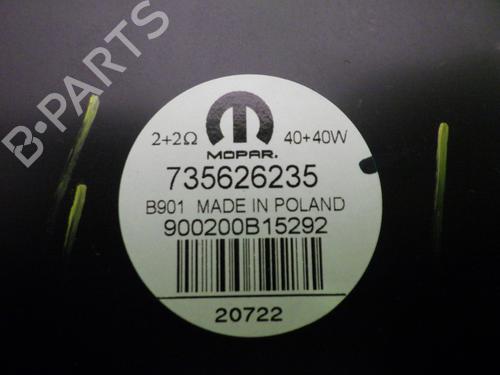 B·PARTS
2+2Ω 40+40W
MOPAR.
735626235
B901 MADE IN POLAND
900200B15292
20722